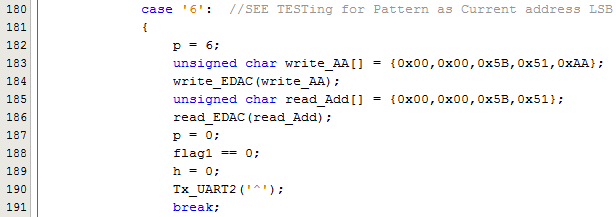 180 case '6': //SEE TESTing for Pattern as Current address LSB
181 {
182 p = 6;
183 unsigned char write_AA[] = {0x00,0x00,0x5B,0x51,0xAA};
184 write_EDAC(write_AA);
185 unsigned char read_Add[] = {0x00,0x00,0x5B,0x51};
186 read_EDAC(read_Add);
187 p = 0;
188 flag1 == 0;
189 h = 0;
190 Tx_UART2('^');
191 break;